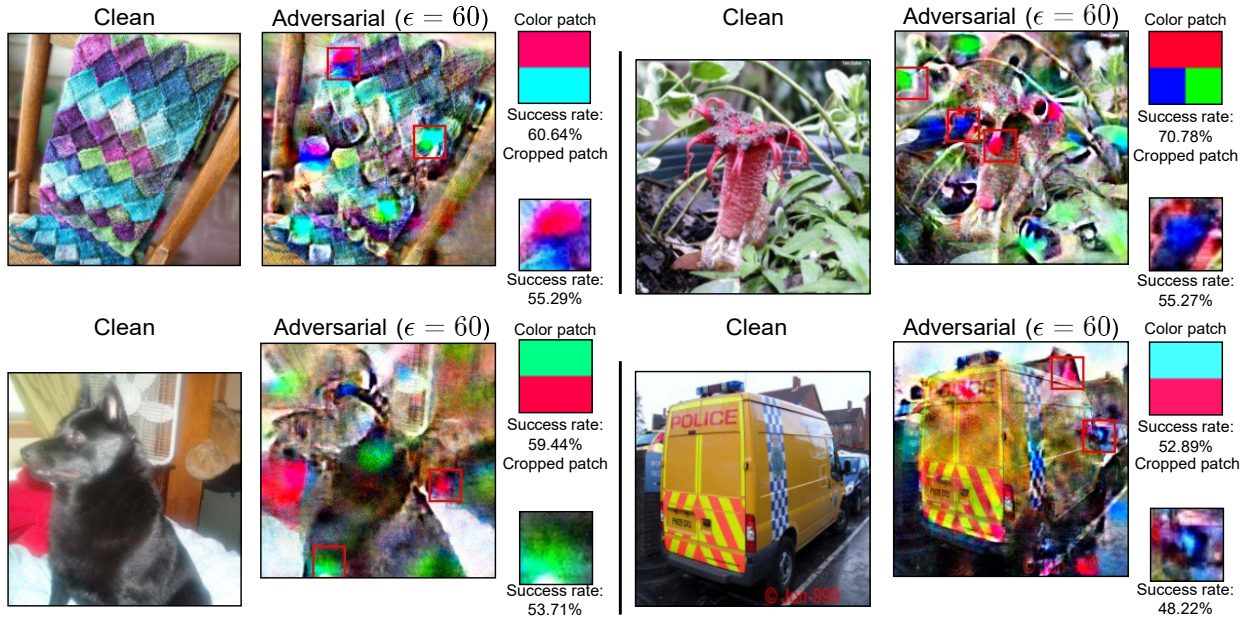 Clean
Adversarial (ϵ = 60)
Color patch
Success rate:
60.64%
Cropped patch
Success rate:
55.29%
Clean
Adversarial (ϵ = 60)
Color patch
Success rate:
70.78%
Cropped patch
Success rate:
55.27%
Clean
Adversarial (ϵ = 60)
Color patch
Success rate:
59.44%
Cropped patch
Success rate:
53.71%
Clean
POLICE
© Jon-999
Adversarial (ϵ = 60)
Color patch
Success rate:
52.89%
Cropped patch
Success rate:
48.22%